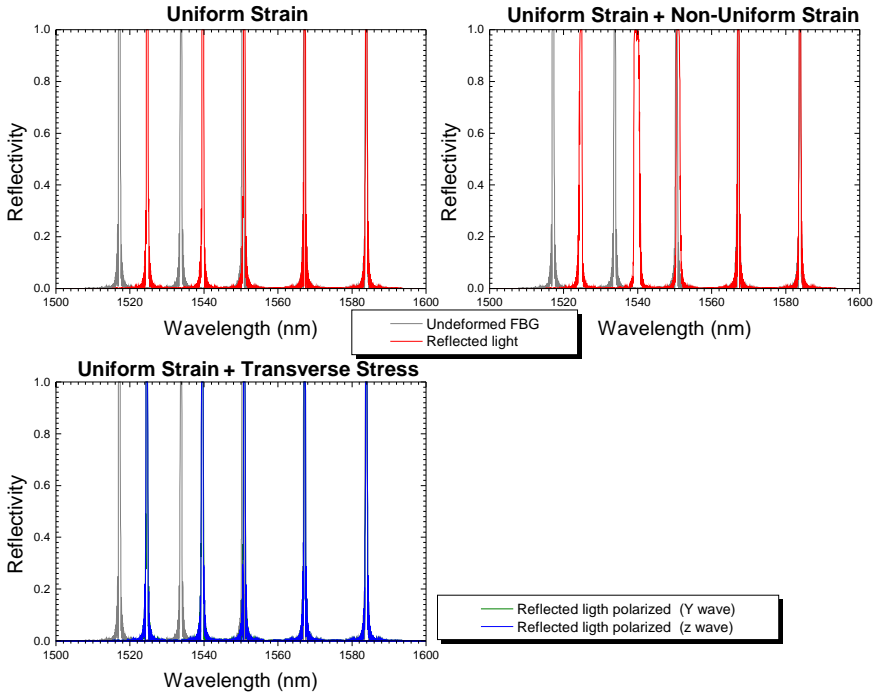 Uniform Strain
Reflectivity
1.0
0.8
0.6
0.4
0.2
0.0
1500 1520 1540 1560 1580 1600
Wavelength (nm)
Uniform Strain + Non-Uniform Strain
Reflectivity
1.0
0.8
0.6
0.4
0.2
0.0
1500 1520 1540 1560 1580 1600
Wavelength (nm)
Undeformed FBG
Reflected light
Uniform Strain + Transverse Stress
Reflectivity
1.0
0.8
0.6
0.4
0.2
0.0
1500 1520 1540 1560 1580 1600
Wavelength (nm)
Reflected ligth polarized (Y wave)
Reflected ligth polarized (z wave)